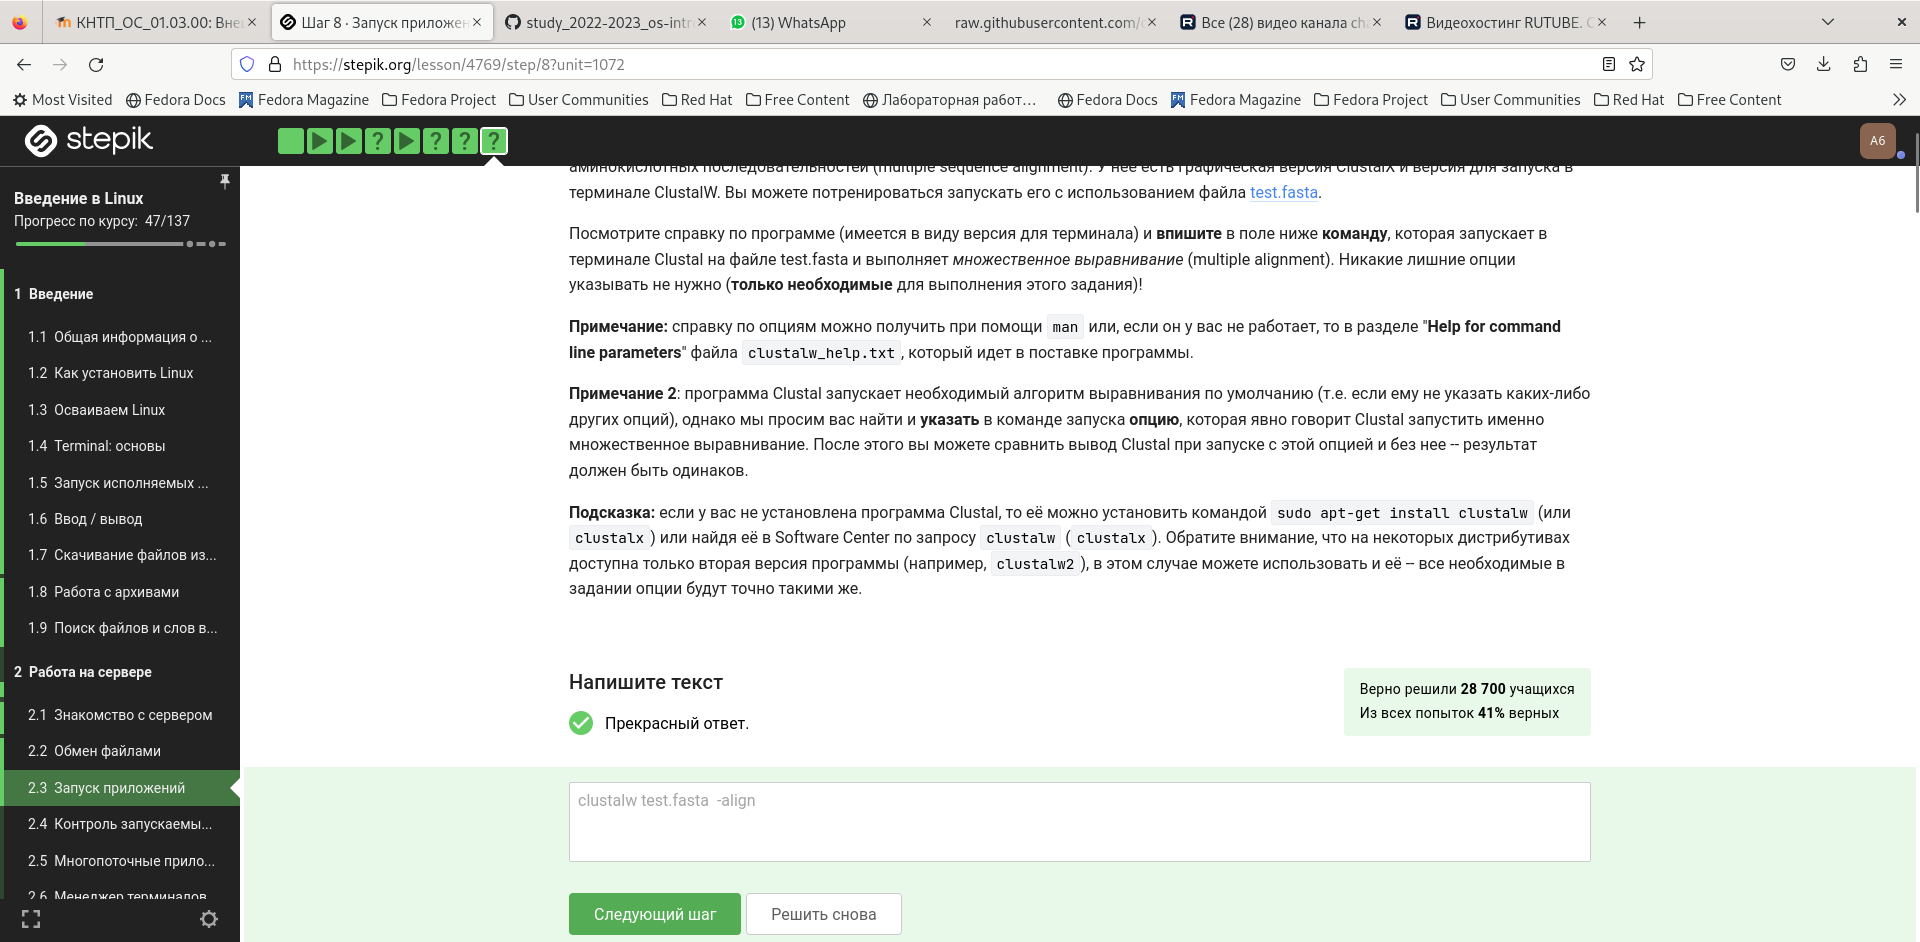 КНТП_ОС_01.03.00: Вне
Шаг 8 · Запуск приложен
study_2022-2023_os-intr
(13) WhatsApp
raw.githubusercontent.com/
Все (28) видео канала
Видеохостинг RUTUBE.
https://stepik.org/lesson/4769/step/8?unit=1072
Most Visited
Fedora Docs
Fedora Magazine
Fedora Project
User Communities
Red Hat
Free Content
Лабораторная работ…
Fedora Docs
Fedora Magazine
Fedora Project
User Communities
Red Hat
Free Content
stepik
? ? ? ?
A6
Введение в Linux
Прогресс по курсу: 47/137
1 Введение
1.1 Общая информация о ...
1.2 Как установить Linux
1.3 Осваиваем Linux
1.4 Terminal: основы
1.5 Запуск исполняемых ...
1.6 Ввод / вывод
1.7 Скачивание файлов из...
1.8 Работа с архивами
1.9 Поиск файлов и слов в...
2 Работа на сервере
2.1 Знакомство с сервером
2.2 Обмен файлами
2.3 Запуск приложений
2.4 Контроль запускаемы...
2.5 Многопоточные прило...
2.6 Менеджер терминалов
аминокислотных последовательностей (multiple sequence alignment). У неё есть графическая версия ClustalX и версия для запуска в
терминале ClustalW. Вы можете потренироваться запускать его с использованием файла test.fasta.
Посмотрите справку по программе (имеется в виду версия для терминала) и впишите в поле ниже команду, которая запускает в
терминале Clustal на файле test.fasta и выполняет множественное выравнивание (multiple alignment). Никакие лишние опции
указывать не нужно (только необходимые для выполнения этого задания)!
Примечание: справку по опциям можно получить при помощи man или, если он у вас не работает, то в разделе "Help for command
line parameters" файла clustalw_help.txt, который идет в поставке программы.
Примечание 2: программа Clustal запускает необходимый алгоритм выравнивания по умолчанию (т.е. если ему не указать каких-либо
других опций), однако мы просим вас найти и указать в команде запуска опцию, которая явно говорит Clustal запустить именно
множественное выравнивание. После этого вы можете сравнить вывод Clustal при запуске с этой опцией и без нее -- результат
должен быть одинаков.
Подсказка: если у вас не установлена программа Clustal, то её можно установить командой sudo apt-get install clustalw (или
clustalx) или найдя её в Software Center по запросу clustalw (clustalx). Обратите внимание, что на некоторых дистрибутивах
доступна только вторая версия программы (например, clustalw2), в этом случае можете использовать и её – все необходимые в
задании опции будут точно такими же.
Напишите текст
Прекрасный ответ.
Верно решили 28 700 учащихся
Из всех попыток 41% верных
clustalw test.fasta -align
Следующий шаг
Решить снова